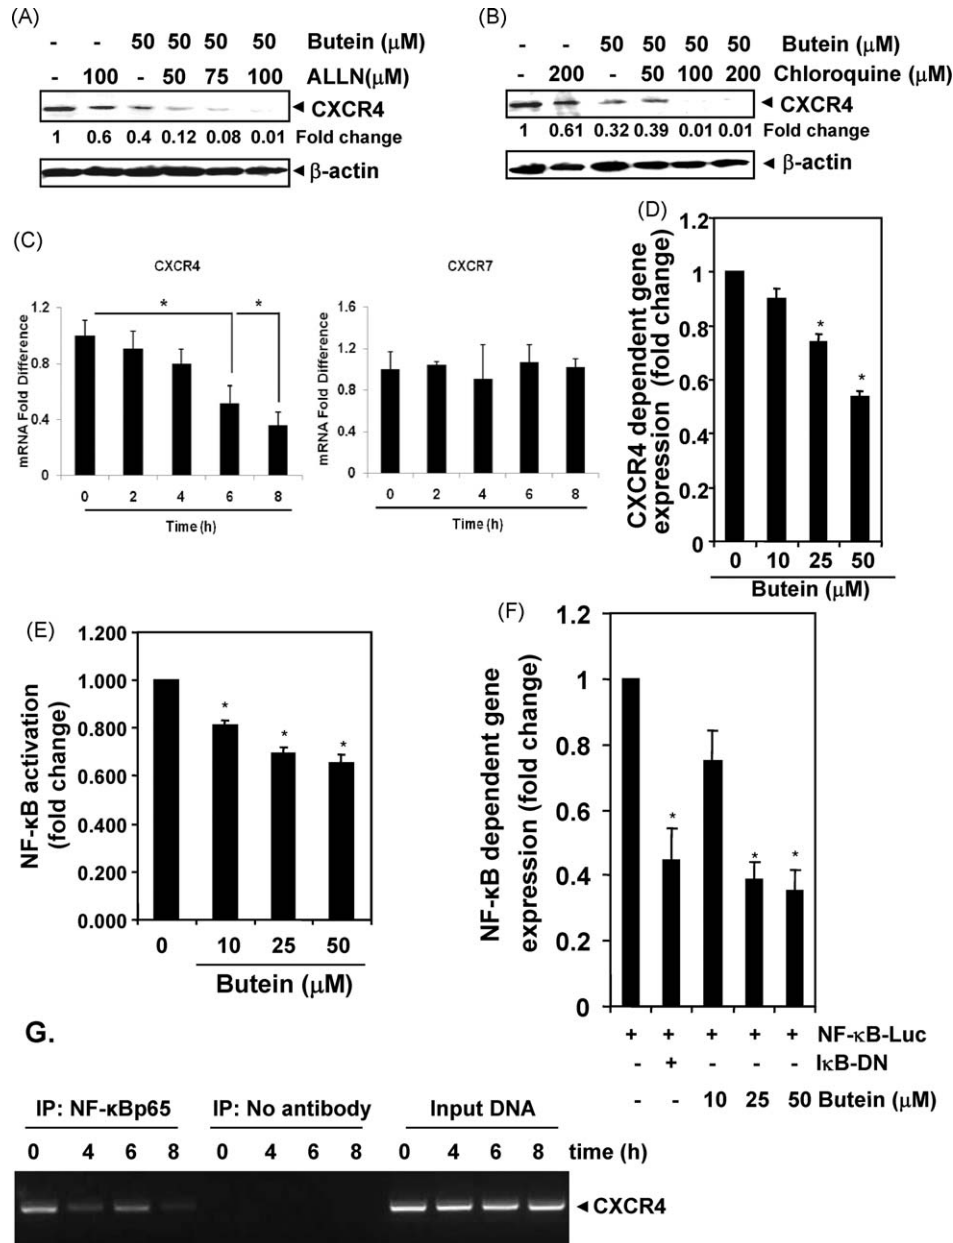 (A)
- - 50 50 50 50 Butein (μM)
- 100 - 50 75 100 ALLN(μM)
CXCR4
1 0.6 0.4 0.12 0.08 0.01 Fold change
β-actin
(B)
- - 50 50 50 50 Butein (μM)
- 200 - 50 100 200 Chloroquine (μM)
CXCR4
1 0.61 0.32 0.39 0.01 0.01 Fold change
β-actin
(C)
CXCR4
mRNA Fold Difference
1.2
0.8
0.4
0
* *
0 2 4 6 8
Time (h)
CXCR7
mRNA Fold Difference
1.6
1.2
0.8
0.4
0
0 2 4 6 8
Time (h)
(D)
CXCR4 dependent gene
expression (fold change)
1.2
1
0.8
0.6
0.4
0.2
0
*
*
0 10 25 50
Butein (μM)
(E)
NF-κB activation
(fold change)
1.200
1.000
0.800
0.600
0.400
0.200
0.000
* * *
0 10 25 50
Butein (μM)
(F)
NF-κB dependent gene
expression (fold change)
1.2
1
0.8
0.6
0.4
0.2
0
* * *
+ + + + + NF-κB-Luc
- + - - - IκB-DN
- - 10 25 50 Butein (μM)
G.
IP: NF-κBp65 IP: No antibody Input DNA
0 4 6 8 0 4 6 8 0 4 6 8 time (h)
CXCR4